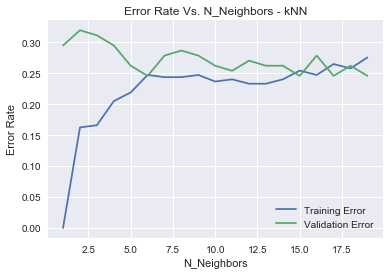 Error Rate Vs. N_Neighbors - kNN
Error Rate
0.30
0.25
0.20
0.15
0.10
0.05
0.00
2.5 5.0 7.5 10.0 12.5 15.0 17.5
N_Neighbors
Training Error
Validation Error